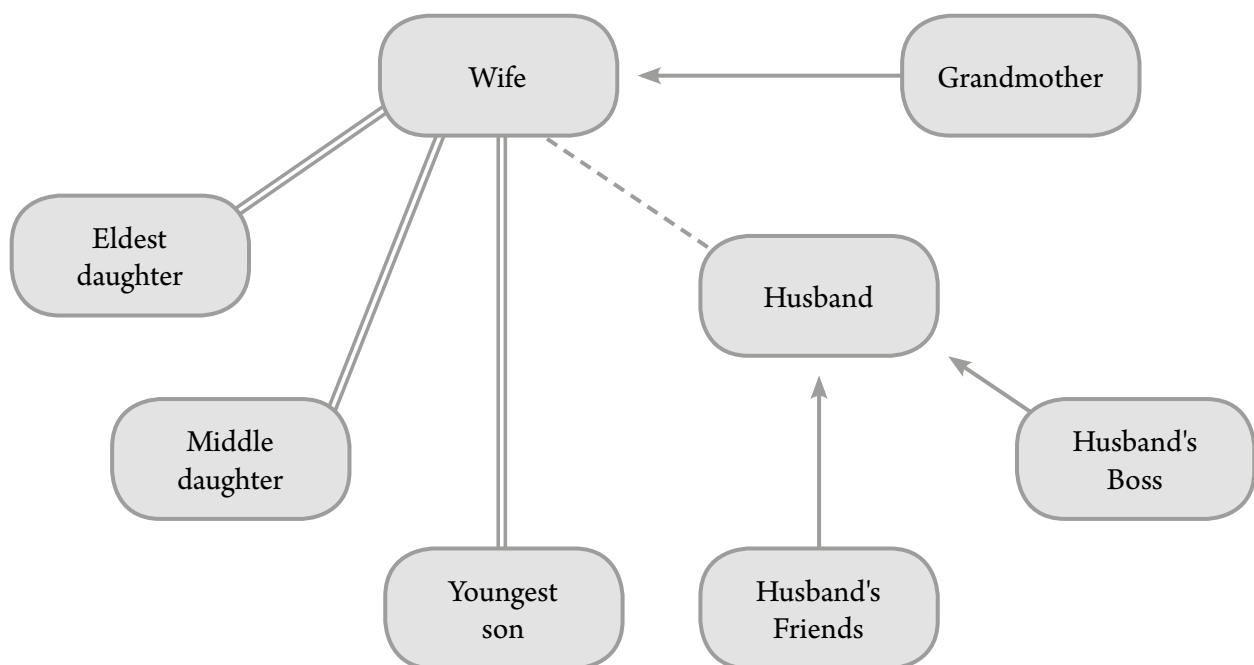 Wife
Grandmother
Eldest
daughter
Husband
Middle
daughter
Husband's
Boss
Youngest
son
Husband's
Friends